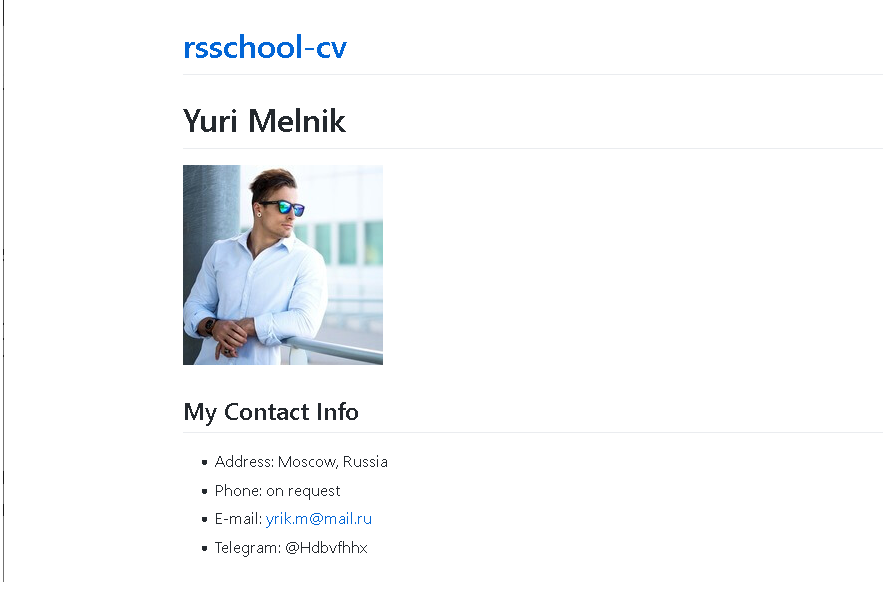 rsschool-cv
Yuri Melnik
My Contact Info
Address: Moscow, Russia
Phone: on request
E-mail: yrik.m@mail.ru
Telegram: @Hdbvfhhx